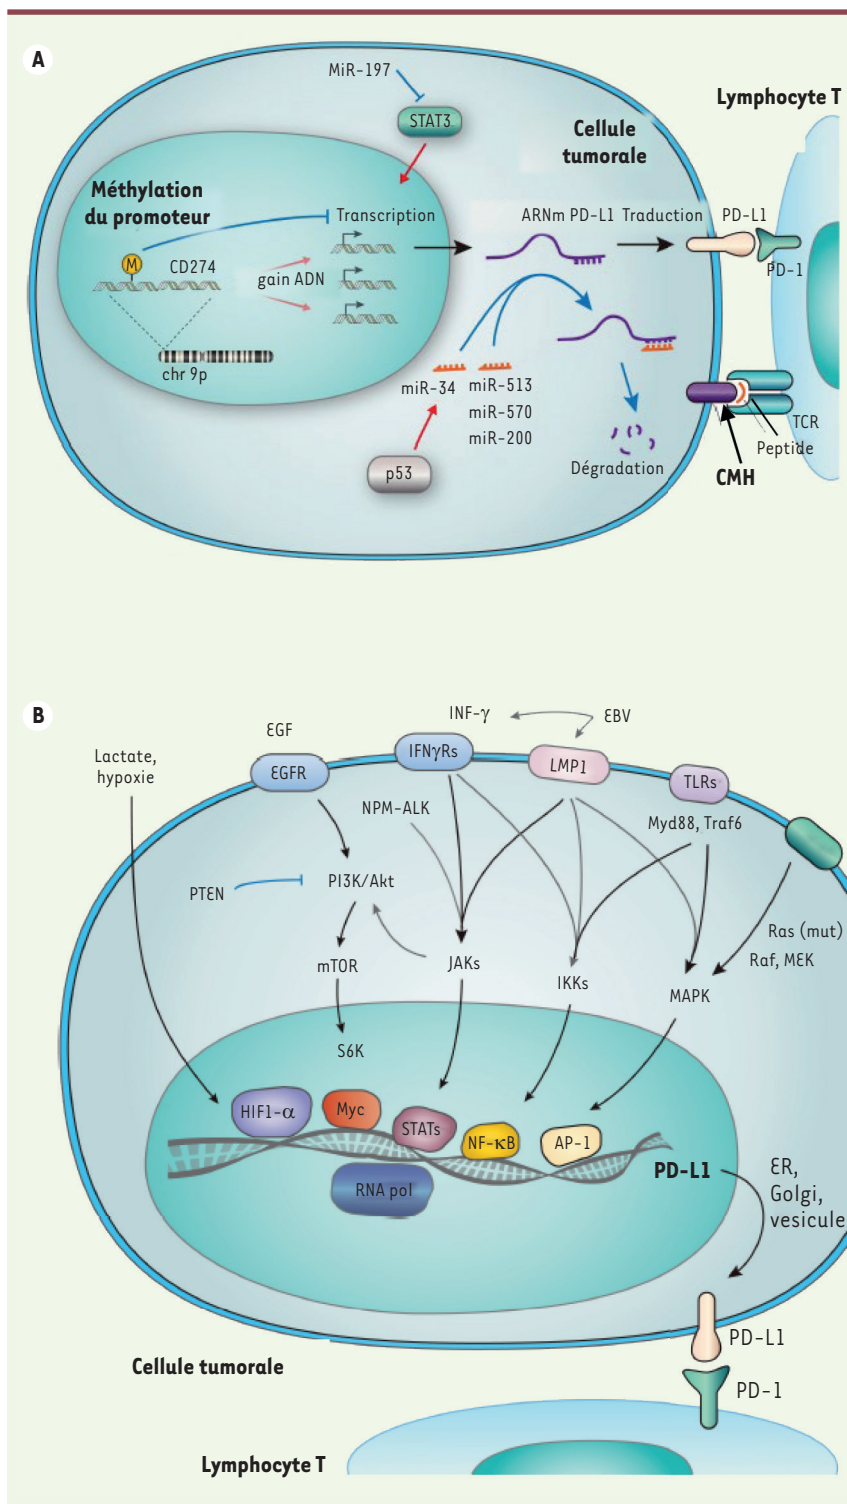 A
MiR-197
STAT3
Lymphocyte T
Cellule
tumorale
Méthylation
du promoteur
Transcription
ARNm PD-L1
Traduction
PD-L1
M
CD274
gain ADN
PD-1
chr 9p
miR-34
miR-513
miR-570
miR-200
TCR
Peptide
p53
Dégradation
CMH
B
INF-γ
EBV
EGF
Lactate,
hypoxie
IFNγRs
EGFR
LMP1
TLRs
NPM-ALK
Myd88, Traf6
PTEN
PI3K/Akt
Ras (mut)
Raf, MEK
mTOR
JAKs
IKKs
MAPK
S6K
HIF1-α
Myc
STATs
NF-κB
AP-1
RNA pol
PD-L1
ER,
Golgi,
vesicule
PD-L1
Cellule tumorale
PD-1
Lymphocyte T